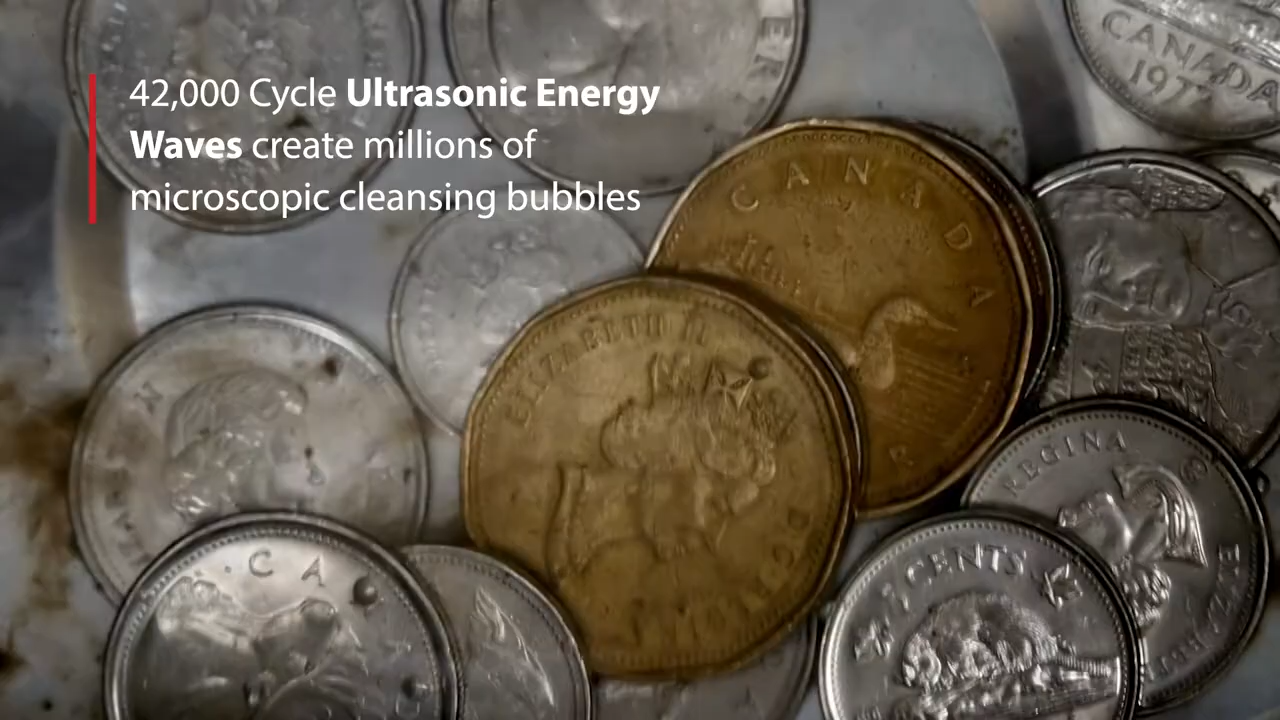 42,000 Cycle Ultrasonic Energy
Waves create millions of
microscopic cleansing bubbles
CANADA
CANADA
ELIZABETH II
REGINA
5 CENTS
CA